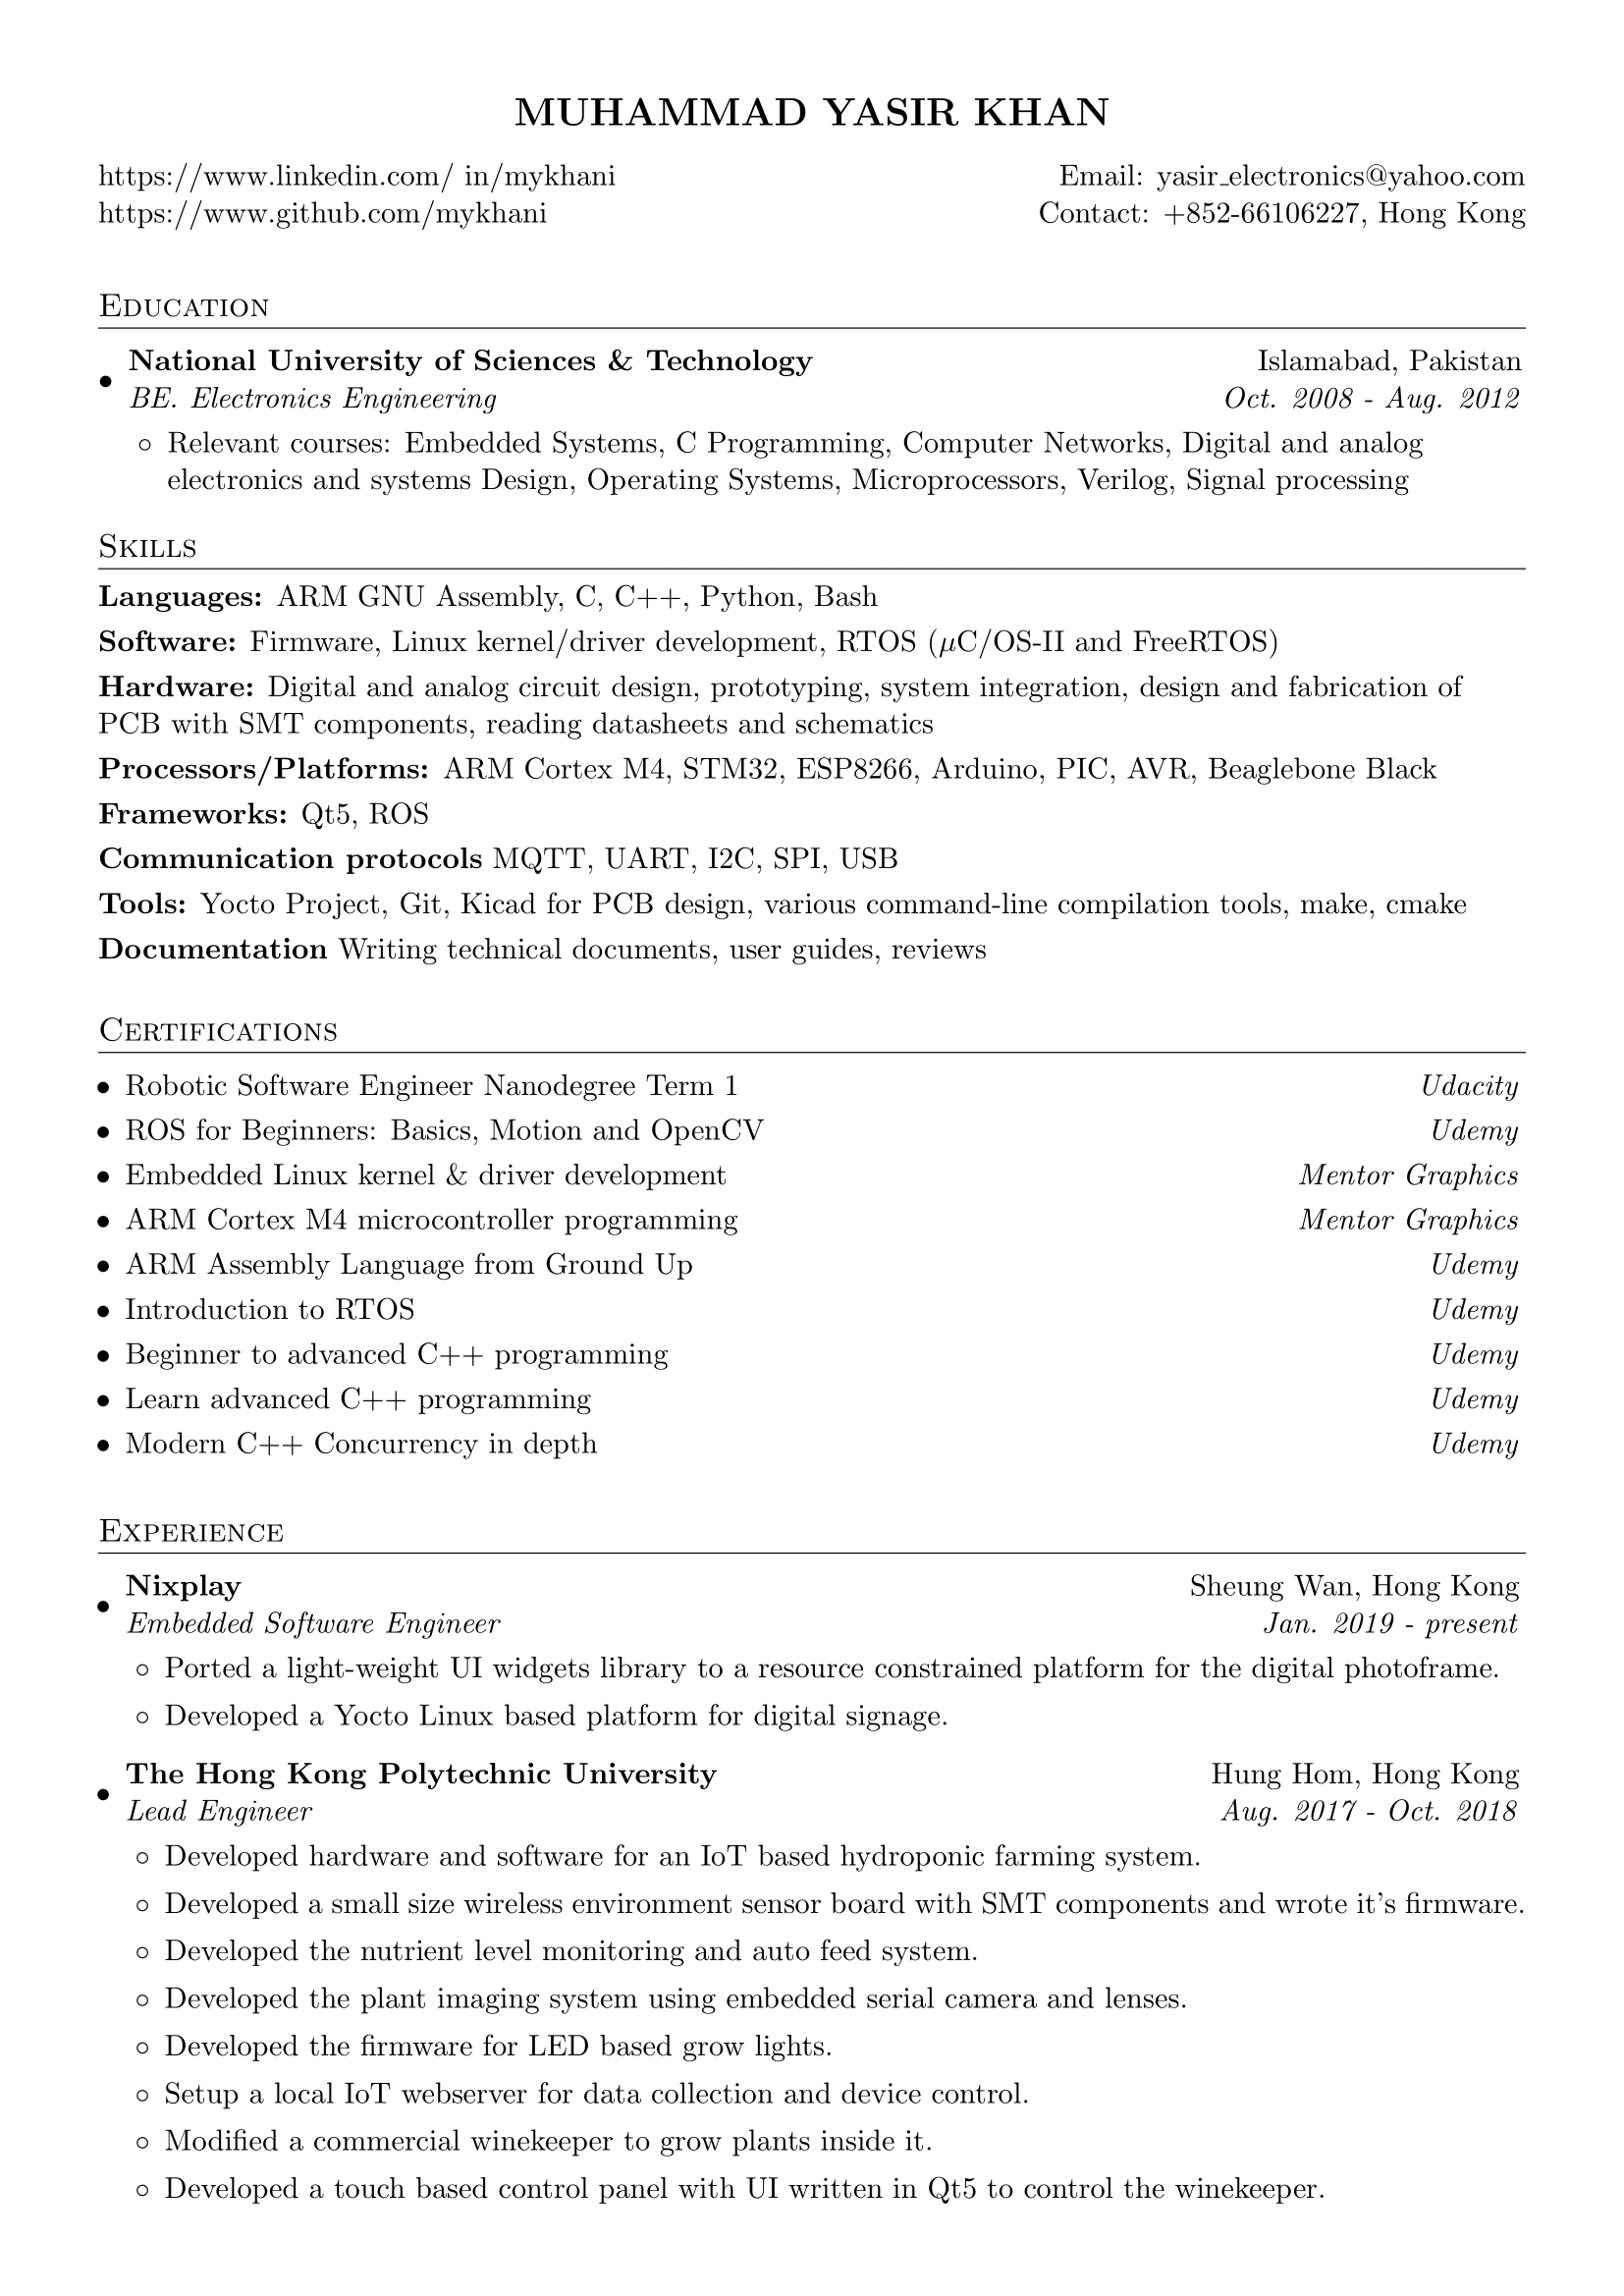 MUHAMMAD YASIR KHAN
https://www.linkedin.com/ in/mykhani Email: yasir_electronics@yahoo.com
https://www.github.com/mykhani Contact: +852-66106227, Hong Kong
Education
• National University of Sciences & Technology Islamabad, Pakistan
BE. Electronics Engineering Oct. 2008 - Aug. 2012
◦ Relevant courses: Embedded Systems, C Programming, Computer Networks, Digital and analog
electronics and systems Design, Operating Systems, Microprocessors, Verilog, Signal processing
Skills
Languages: ARM GNU Assembly, C, C++, Python, Bash
Software: Firmware, Linux kernel/driver development, RTOS (μC/OS-II and FreeRTOS)
Hardware: Digital and analog circuit design, prototyping, system integration, design and fabrication of
PCB with SMT components, reading datasheets and schematics
Processors/Platforms: ARM Cortex M4, STM32, ESP8266, Arduino, PIC, AVR, Beaglebone Black
Frameworks: Qt5, ROS
Communication protocols MQTT, UART, I2C, SPI, USB
Tools: Yocto Project, Git, Kicad for PCB design, various command-line compilation tools, make, cmake
Documentation Writing technical documents, user guides, reviews
Certifications
• Robotic Software Engineer Nanodegree Term 1 Udacity
• ROS for Beginners: Basics, Motion and OpenCV Udemy
• Embedded Linux kernel & driver development Mentor Graphics
• ARM Cortex M4 microcontroller programming Mentor Graphics
• ARM Assembly Language from Ground Up Udemy
• Introduction to RTOS Udemy
• Beginner to advanced C++ programming Udemy
• Learn advanced C++ programming Udemy
• Modern C++ Concurrency in depth Udemy
Experience
• Nixplay Sheung Wan, Hong Kong
Embedded Software Engineer Jan. 2019 - present
◦ Ported a light-weight UI widgets library to a resource constrained platform for the digital photoframe.
◦ Developed a Yocto Linux based platform for digital signage.
• The Hong Kong Polytechnic University Hung Hom, Hong Kong
Lead Engineer Aug. 2017 - Oct. 2018
◦ Developed hardware and software for an IoT based hydroponic farming system.
◦ Developed a small size wireless environment sensor board with SMT components and wrote it's firmware.
◦ Developed the nutrient level monitoring and auto feed system.
◦ Developed the plant imaging system using embedded serial camera and lenses.
◦ Developed the firmware for LED based grow lights.
◦ Setup a local IoT webserver for data collection and device control.
◦ Modified a commercial winekeeper to grow plants inside it.
◦ Developed a touch based control panel with UI written in Qt5 to control the winekeeper.